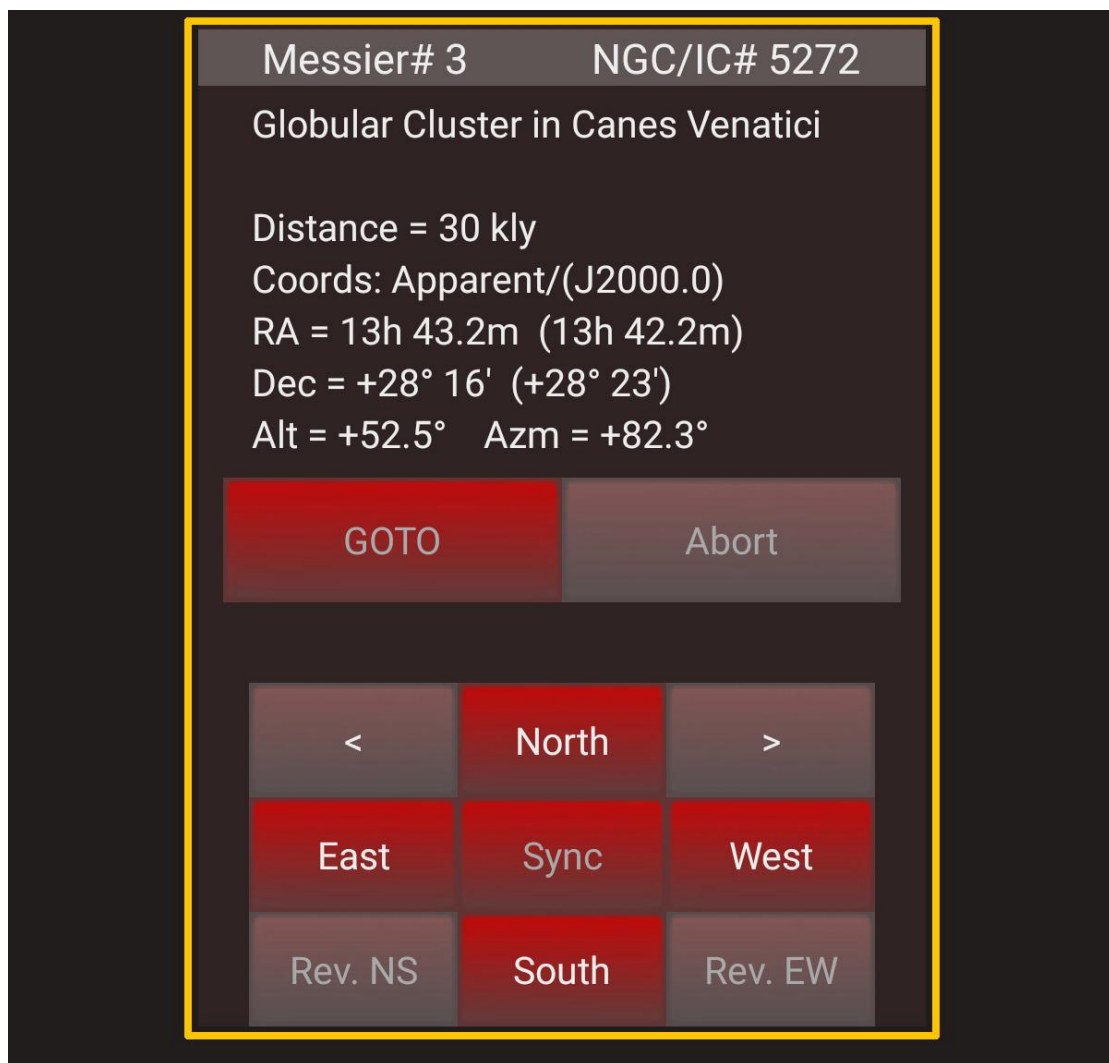 Messier# 3 NGC/IC# 5272
Globular Cluster in Canes Venatici
Distance = 30 kly
Coords: Apparent/(J2000.0)
RA = 13h 43.2m (13h 42.2m)
Dec = +28° 16' (+28° 23')
Alt = +52.5° Azm = +82.3°
GOTO Abort
< North >
East Sync West
Rev. NS South Rev. EW